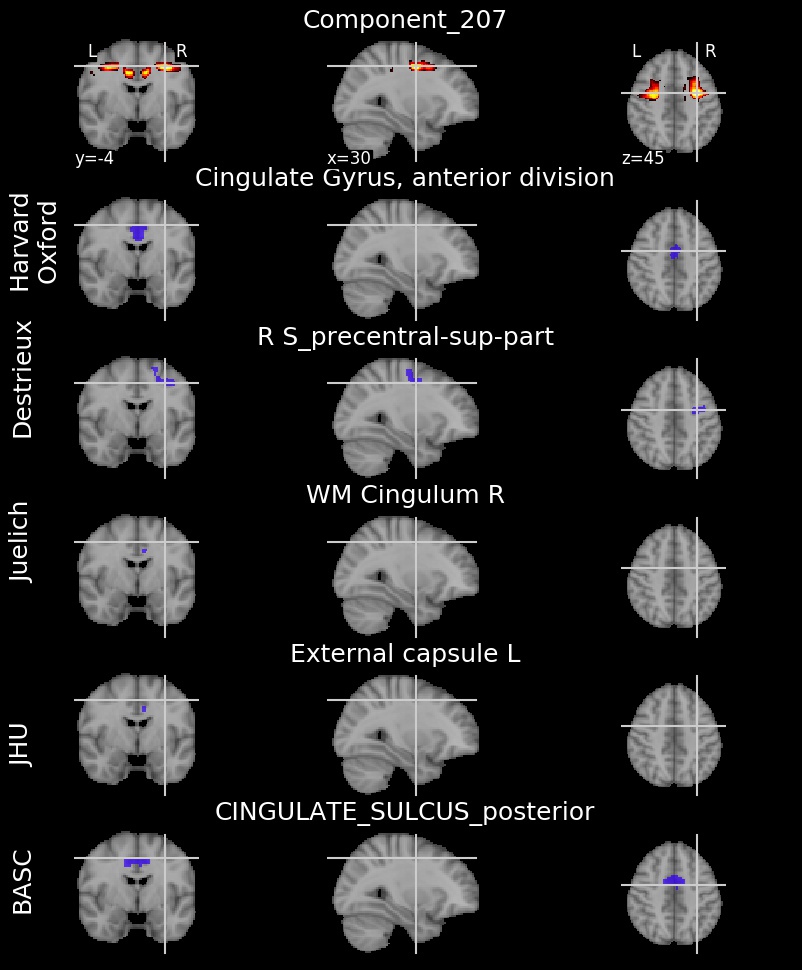 Component_207
L
R
L
R
y=-4
x=30
z=45
Cingulate Gyrus, anterior division
Harvard
Oxford
R S_precentral-sup-part
Destrieux
WM Cingulum R
Juelich
External capsule L
JHU
CINGULATE_SULCUS_posterior
BASC